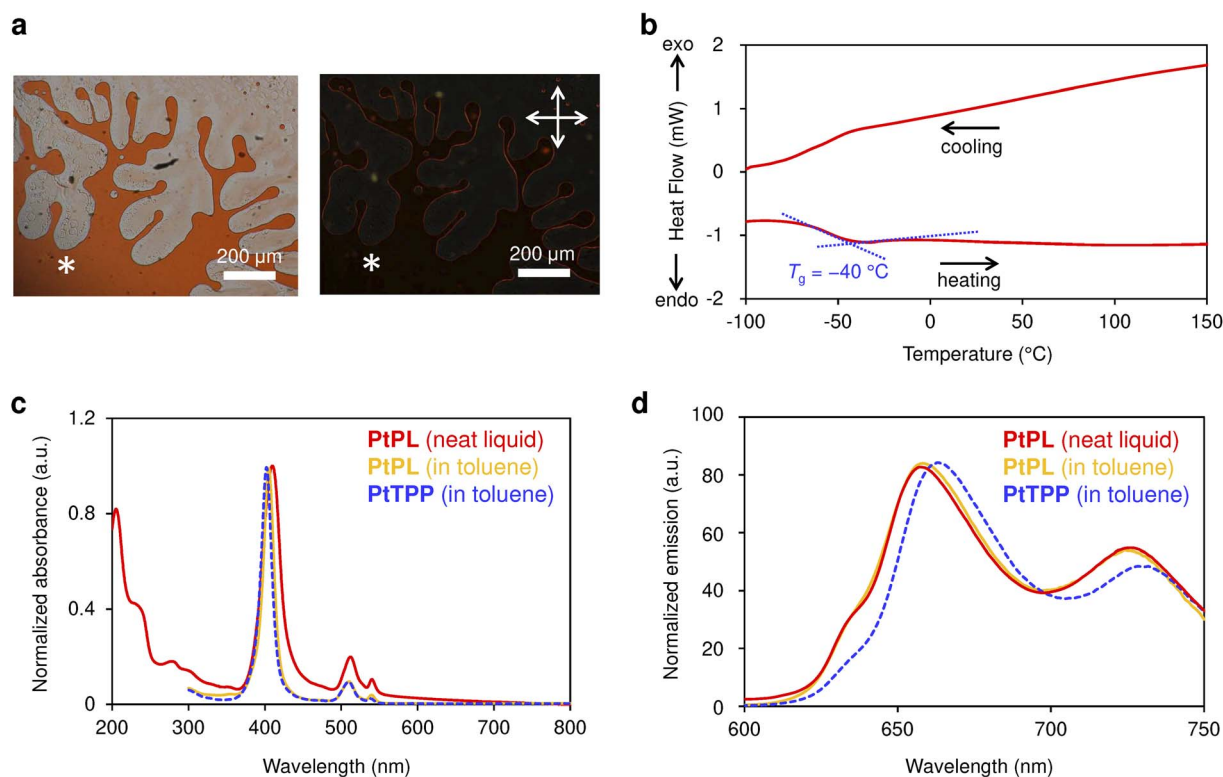 a
*
200 µm
*
200 µm
b
exo
Heat Flow (mW)
endo
2
1
0
-1
-2
cooling
heating
Tg = −40 °C
-100
-50
0
50
100
150
Temperature (°C)
c
Normalized absorbance (a.u.)
1.2
0.8
0.4
0
PtPL (neat liquid)
PtPL (in toluene)
PtTPP (in toluene)
200
300
400
500
600
700
800
Wavelength (nm)
d
Normalized emission (a.u.)
100
80
60
40
20
0
PtPL (neat liquid)
PtPL (in toluene)
PtTPP (in toluene)
600
650
700
750
Wavelength (nm)